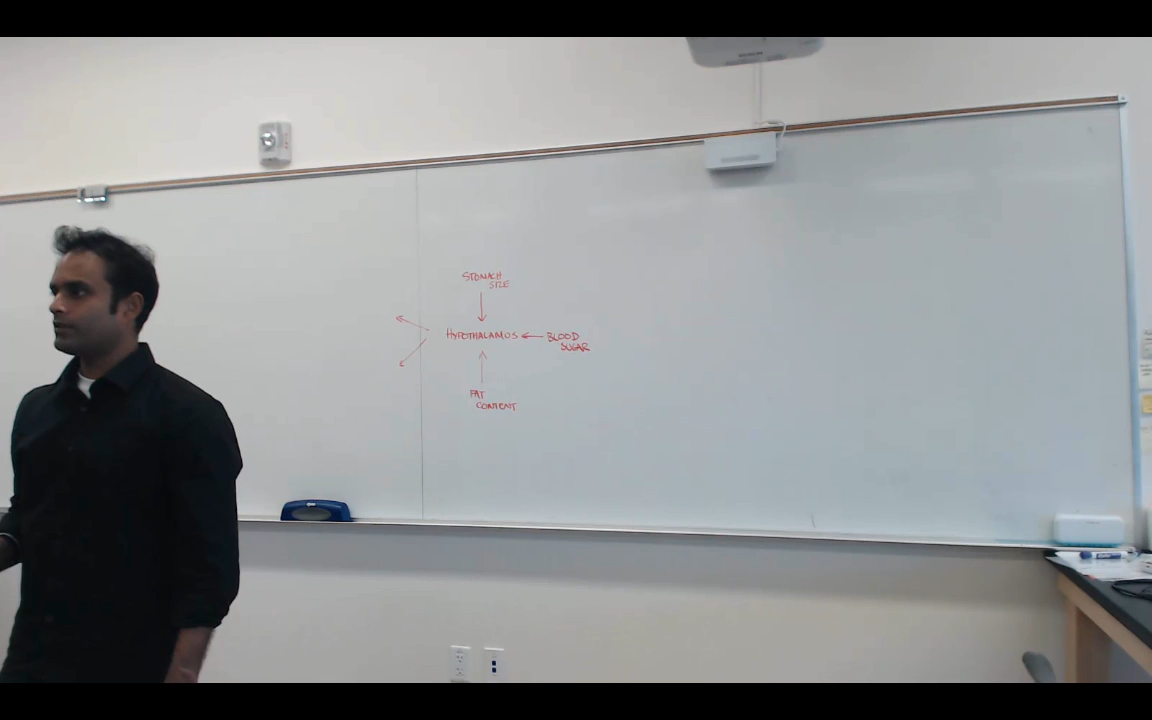 STOMACH
SIZE
HYPOTHALAMUS
BLOOD
SUGAR
FAT
CONTENT